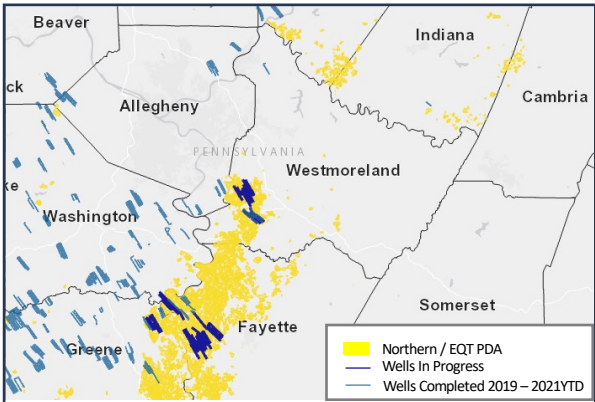 Beaver
Indiana
ck
Cambria
Allegheny
PENNSYLVANIA
Westmoreland
ke
Washington
Somerset
Fayette
Greene
Northern / EQT PDA
Wells In Progress
Wells Completed 2019 – 2021YTD